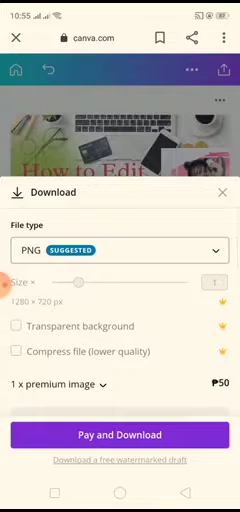 10:55
87
canva.com
How to Edit
Download
File type
PNG SUGGESTED
Size × 1
1280 × 720 px
Transparent background
Compress file (lower quality)
1 x premium image ₱50
Pay and Download
Download a free watermarked draft